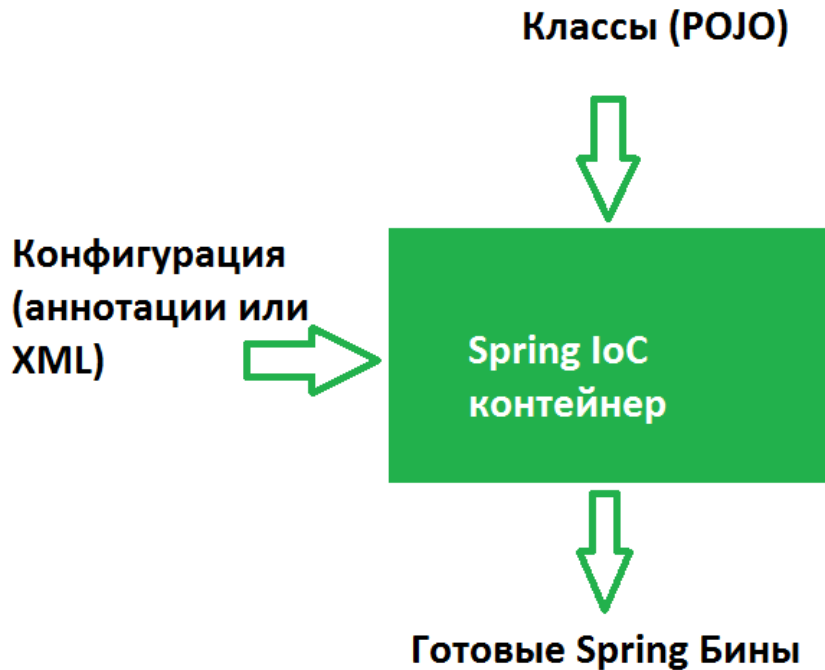 Классы (POJO)
Конфигурация
(аннотации или
XML)
Spring IoC
контейнер
Готовые Spring Бины